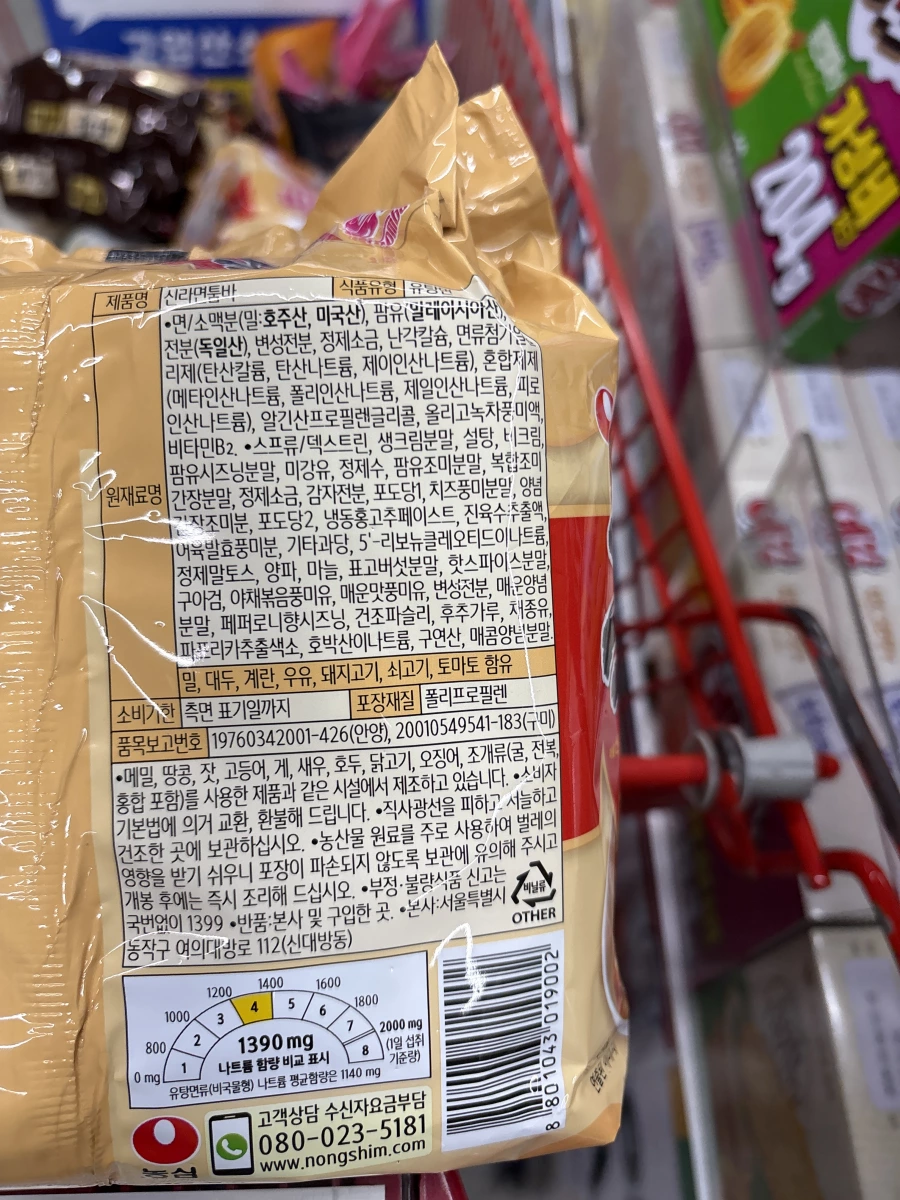 고업한소
가성비
204g
제품명 신라면툼바 식품유형 유탕
•면/소맥분(밀:호주산, 미국산), 팜유(말레이시아산),
전분(독일산), 변성전분, 정제소금, 난각칼슘, 면류첨가알
리제(탄산칼륨, 탄산나트륨, 제이인산나트륨), 혼합제제
(메타인산나트륨, 폴리인산나트륨, 제일인산나트륨, 피로
인산나트륨), 알긴산프로필렌글리콜, 올리고녹차풍미액,
비타민B₂. •스프류/덱스트린, 생크림분말, 설탕, 크림,
팜유시즈닝분말, 미강유, 정제수, 팜유조미분말, 복합조미
원재료명 간장분말, 정제소금, 감자전분, 포도당1, 치즈풍미분말, 양념
조미분, 포도당2, 냉동홍고추페이스트, 진육수추출액,
어육발효풍미분, 기타과당, 5'-리보뉴클레오티드이나트륨,
정제말토스, 양파, 마늘, 표고버섯분말, 핫스파이스분말,
구아검, 야채볶음풍미유, 매운맛풍미유, 변성전분, 매운양념
분말, 페퍼로니향시즈닝, 건조파슬리, 후추가루, 채종유,
파프리카추출색소, 호박산이나트륨, 구연산, 매콤양념분말.
밀, 대두, 계란, 우유, 돼지고기, 쇠고기, 토마토 함유
소비기한 측면 표기일까지 포장재질 폴리프로필렌
품목보고번호 19760342001-426(안양), 20010549541-183(구미)
•메밀, 땅콩, 잣, 고등어, 게, 새우, 호두, 닭고기, 오징어, 조개류(굴, 전복,
홍합 포함)를 사용한 제품과 같은 시설에서 제조하고 있습니다. •소비자
기본법에 의거 교환, 환불해 드립니다. •직사광선을 피하고 서늘하고
건조한 곳에 보관하십시오. •농산물 원료를 주로 사용하여 벌레의
영향을 받기 쉬우니 포장이 파손되지 않도록 보관에 유의해 주시고
개봉 후에는 즉시 조리해 드십시오. •부정·불량식품 신고는
국번없이 1399 •반품:본사 및 구입한 곳. •본사:서울특별시
동작구 여의대방로 112(신대방동)
비닐류
OTHER
0 mg 800 1000 1200 1400 1600 1800 2000 mg
(1일 섭취
기준량)
1 2 3 4 5 6 7 8
1390 mg
나트륨 함량 비교 표시
유탕면류(비국물형) 나트륨 평균함량은 1140 mg
8 801043 019002
농심
고객상담 수신자요금부담
080-023-5181
www.nongshim.com